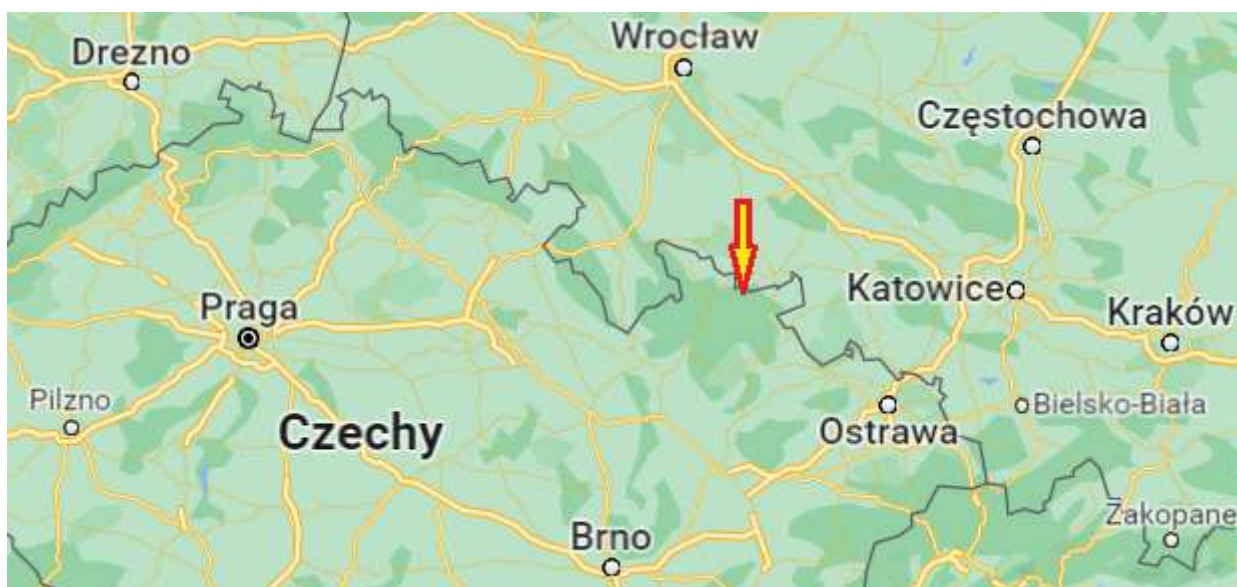 Wrocław
Drezno
Częstochowa
Katowice
Praga
Kraków
Pilzno
Bielsko-Biała
Czechy
Ostrawa
Zakopane
Brno